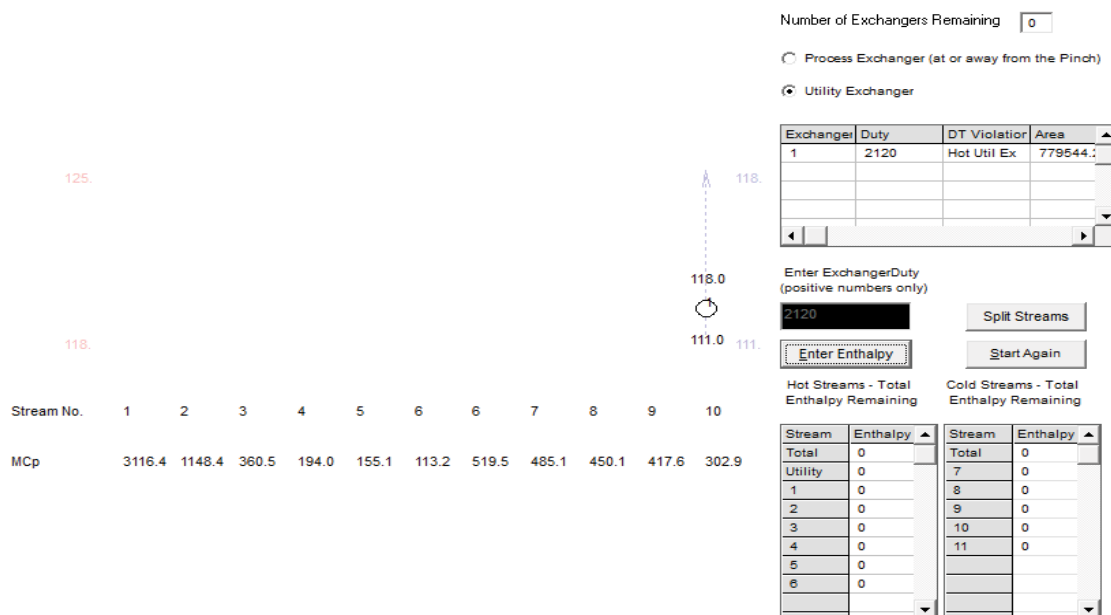 Number of Exchangers Remaining 0
Process Exchanger (at or away from the Pinch)
Utility Exchanger
Exchanger Duty DT Violation Area
1 2120 Hot Util Ex 779544.
125. 118.
118.0
1
111.0 111.
118.
Enter ExchangerDuty
(positive numbers only)
2120 Split Streams
Enter Enthalpy Start Again
Hot Streams - Total
Enthalpy Remaining
Cold Streams - Total
Enthalpy Remaining
Stream No. 1 2 3 4 5 6 6 7 8 9 10
MCp 3116.4 1148.4 360.5 194.0 155.1 113.2 519.5 485.1 450.1 417.6 302.9
Stream Enthalpy
Total 0
Utility 0
1 0
2 0
3 0
4 0
5 0
6 0
Stream Enthalpy
Total 0
7 0
8 0
9 0
10 0
11 0